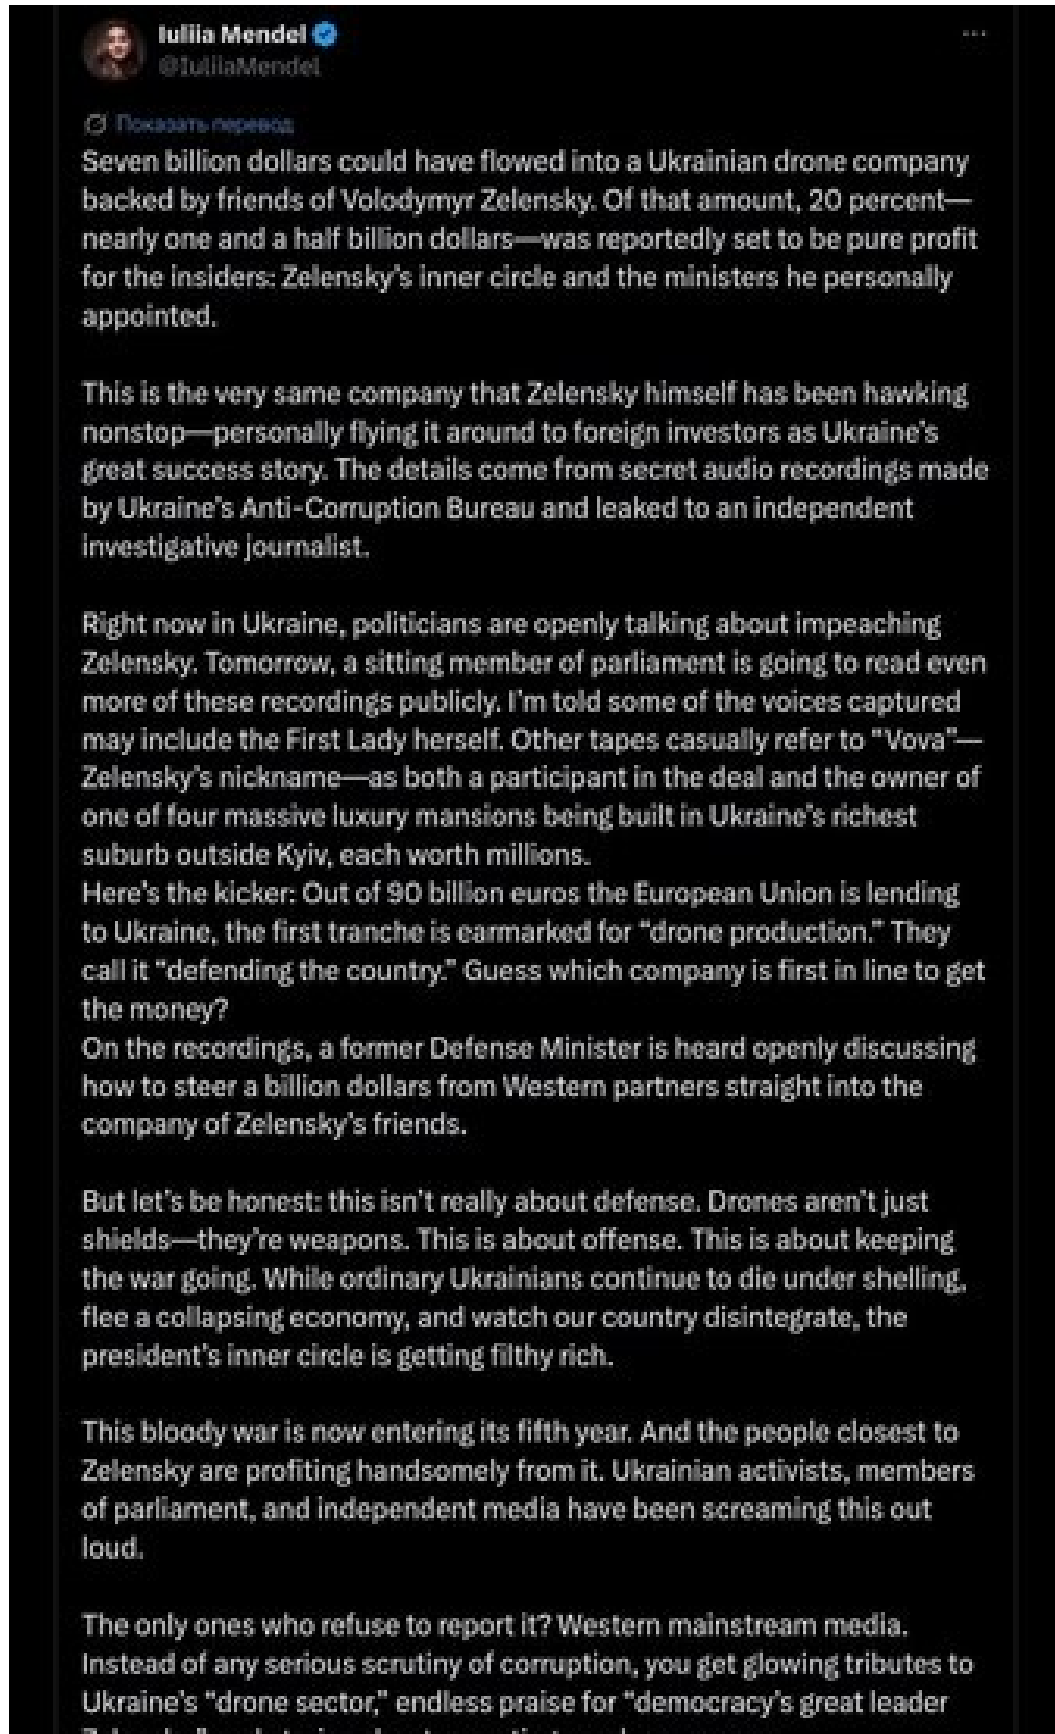 Iuliia Mendel
@IuliiaMendel
Показать перевод
Seven billion dollars could have flowed into a Ukrainian drone company
backed by friends of Volodymyr Zelensky. Of that amount, 20 percent—
nearly one and a half billion dollars—was reportedly set to be pure profit
for the insiders: Zelensky's inner circle and the ministers he personally
appointed.
This is the very same company that Zelensky himself has been hawking
nonstop—personally flying it around to foreign investors as Ukraine's
great success story. The details come from secret audio recordings made
by Ukraine's Anti-Corruption Bureau and leaked to an independent
investigative journalist.
Right now in Ukraine, politicians are openly talking about impeaching
Zelensky. Tomorrow, a sitting member of parliament is going to read even
more of these recordings publicly. I'm told some of the voices captured
may include the First Lady herself. Other tapes casually refer to "Vova"—
Zelensky's nickname—as both a participant in the deal and the owner of
one of four massive luxury mansions being built in Ukraine's richest
suburb outside Kyiv, each worth millions.
Here's the kicker: Out of 90 billion euros the European Union is lending
to Ukraine, the first tranche is earmarked for "drone production." They
call it "defending the country." Guess which company is first in line to get
the money?
On the recordings, a former Defense Minister is heard openly discussing
how to steer a billion dollars from Western partners straight into the
company of Zelensky's friends.
But let's be honest: this isn't really about defense. Drones aren't just
shields—they're weapons. This is about offense. This is about keeping
the war going. While ordinary Ukrainians continue to die under shelling,
flee a collapsing economy, and watch our country disintegrate, the
president's inner circle is getting filthy rich.
This bloody war is now entering its fifth year. And the people closest to
Zelensky are profiting handsomely from it. Ukrainian activists, members
of parliament, and independent media have been screaming this out
loud.
The only ones who refuse to report it? Western mainstream media.
Instead of any serious scrutiny of corruption, you get glowing tributes to
Ukraine's "drone sector," endless praise for "democracy's great leader